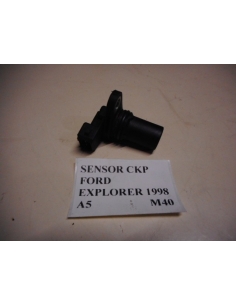 SENSOR CKP
FORD
EXPLORER 1998
A5 M40